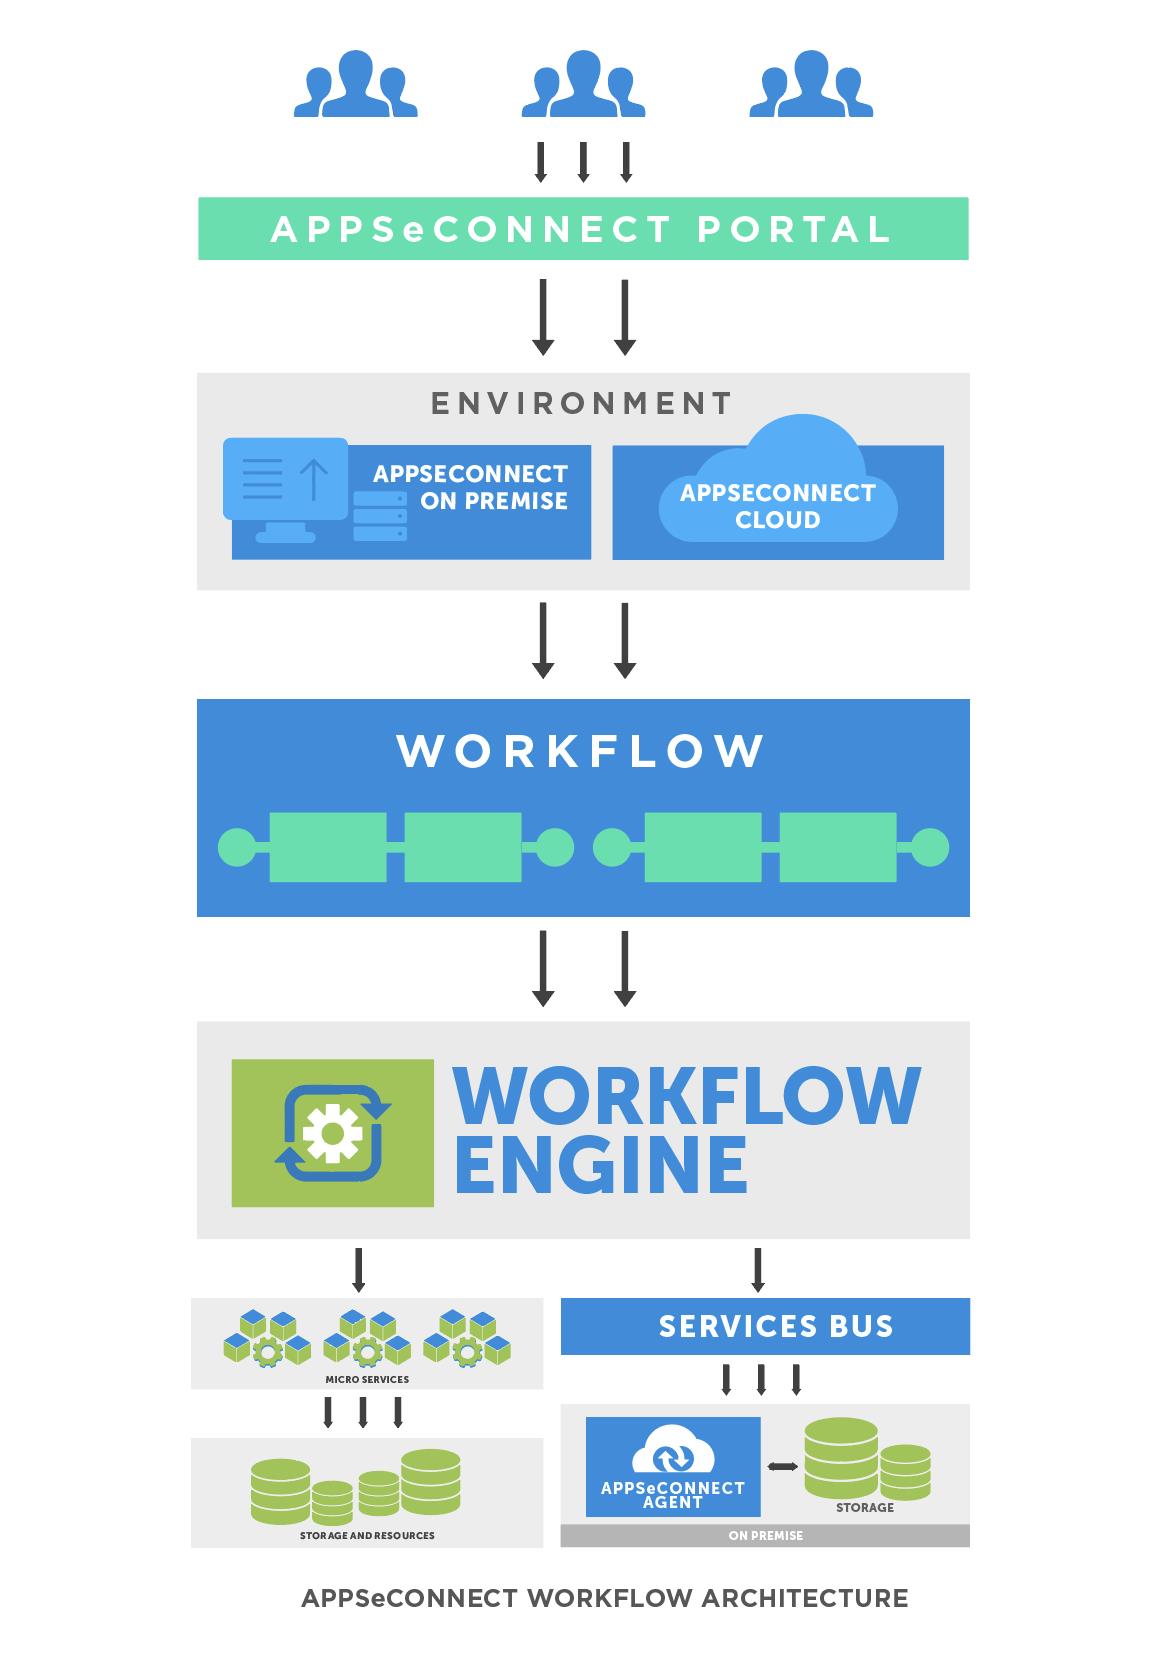 APPSeCONNECT PORTAL
ENVIRONMENT
APPSECONNECT
ON PREMISE
APPSECONNECT
CLOUD
WORKFLOW
WORKFLOW
ENGINE
MICRO SERVICES
STORAGE AND RESOURCES
SERVICES BUS
APPSeCONNECT
AGENT
STORAGE
ON PREMISE
APPSeCONNECT WORKFLOW ARCHITECTURE